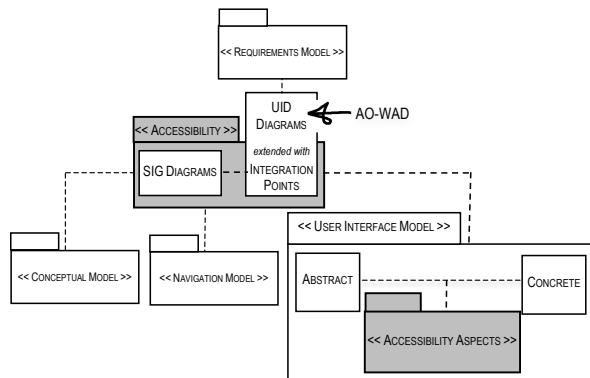 << REQUIREMENTS MODEL >>
UID
DIAGRAMS
AO-WAD
<< ACCESSIBILITY >>
extended with
SIG DIAGRAMS
INTEGRATION
POINTS
<< USER INTERFACE MODEL >>
<< CONCEPTUAL MODEL >>
<< NAVIGATION MODEL >>
ABSTRACT
CONCRETE
<< ACCESSIBILITY ASPECTS >>